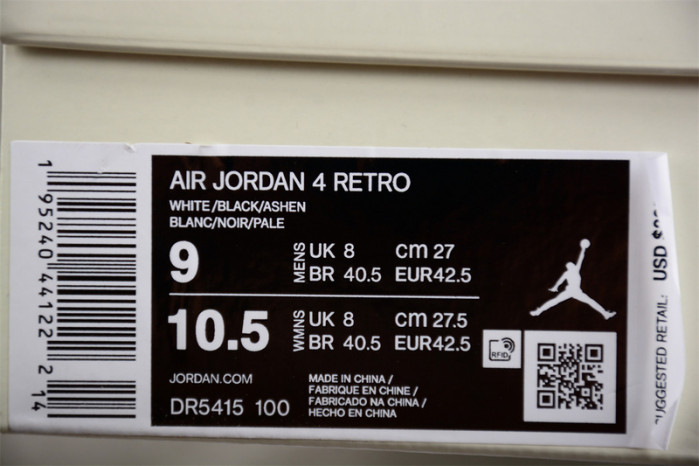 1 95240 44122 2 14
AIR JORDAN 4 RETRO
WHITE/BLACK/ASHEN
BLANC/NOIR/PALE
9 MENS UK 8 cm 27
BR 40.5 EUR42.5
10.5 WMNS UK 8 cm 27.5
BR 40.5 EUR42.5
RFID
JORDAN.COM
DR5415 100
MADE IN CHINA /
FABRIQUE EN CHINE /
FABRICADO NA CHINA /
HECHO EN CHINA
RETAIL:
USD